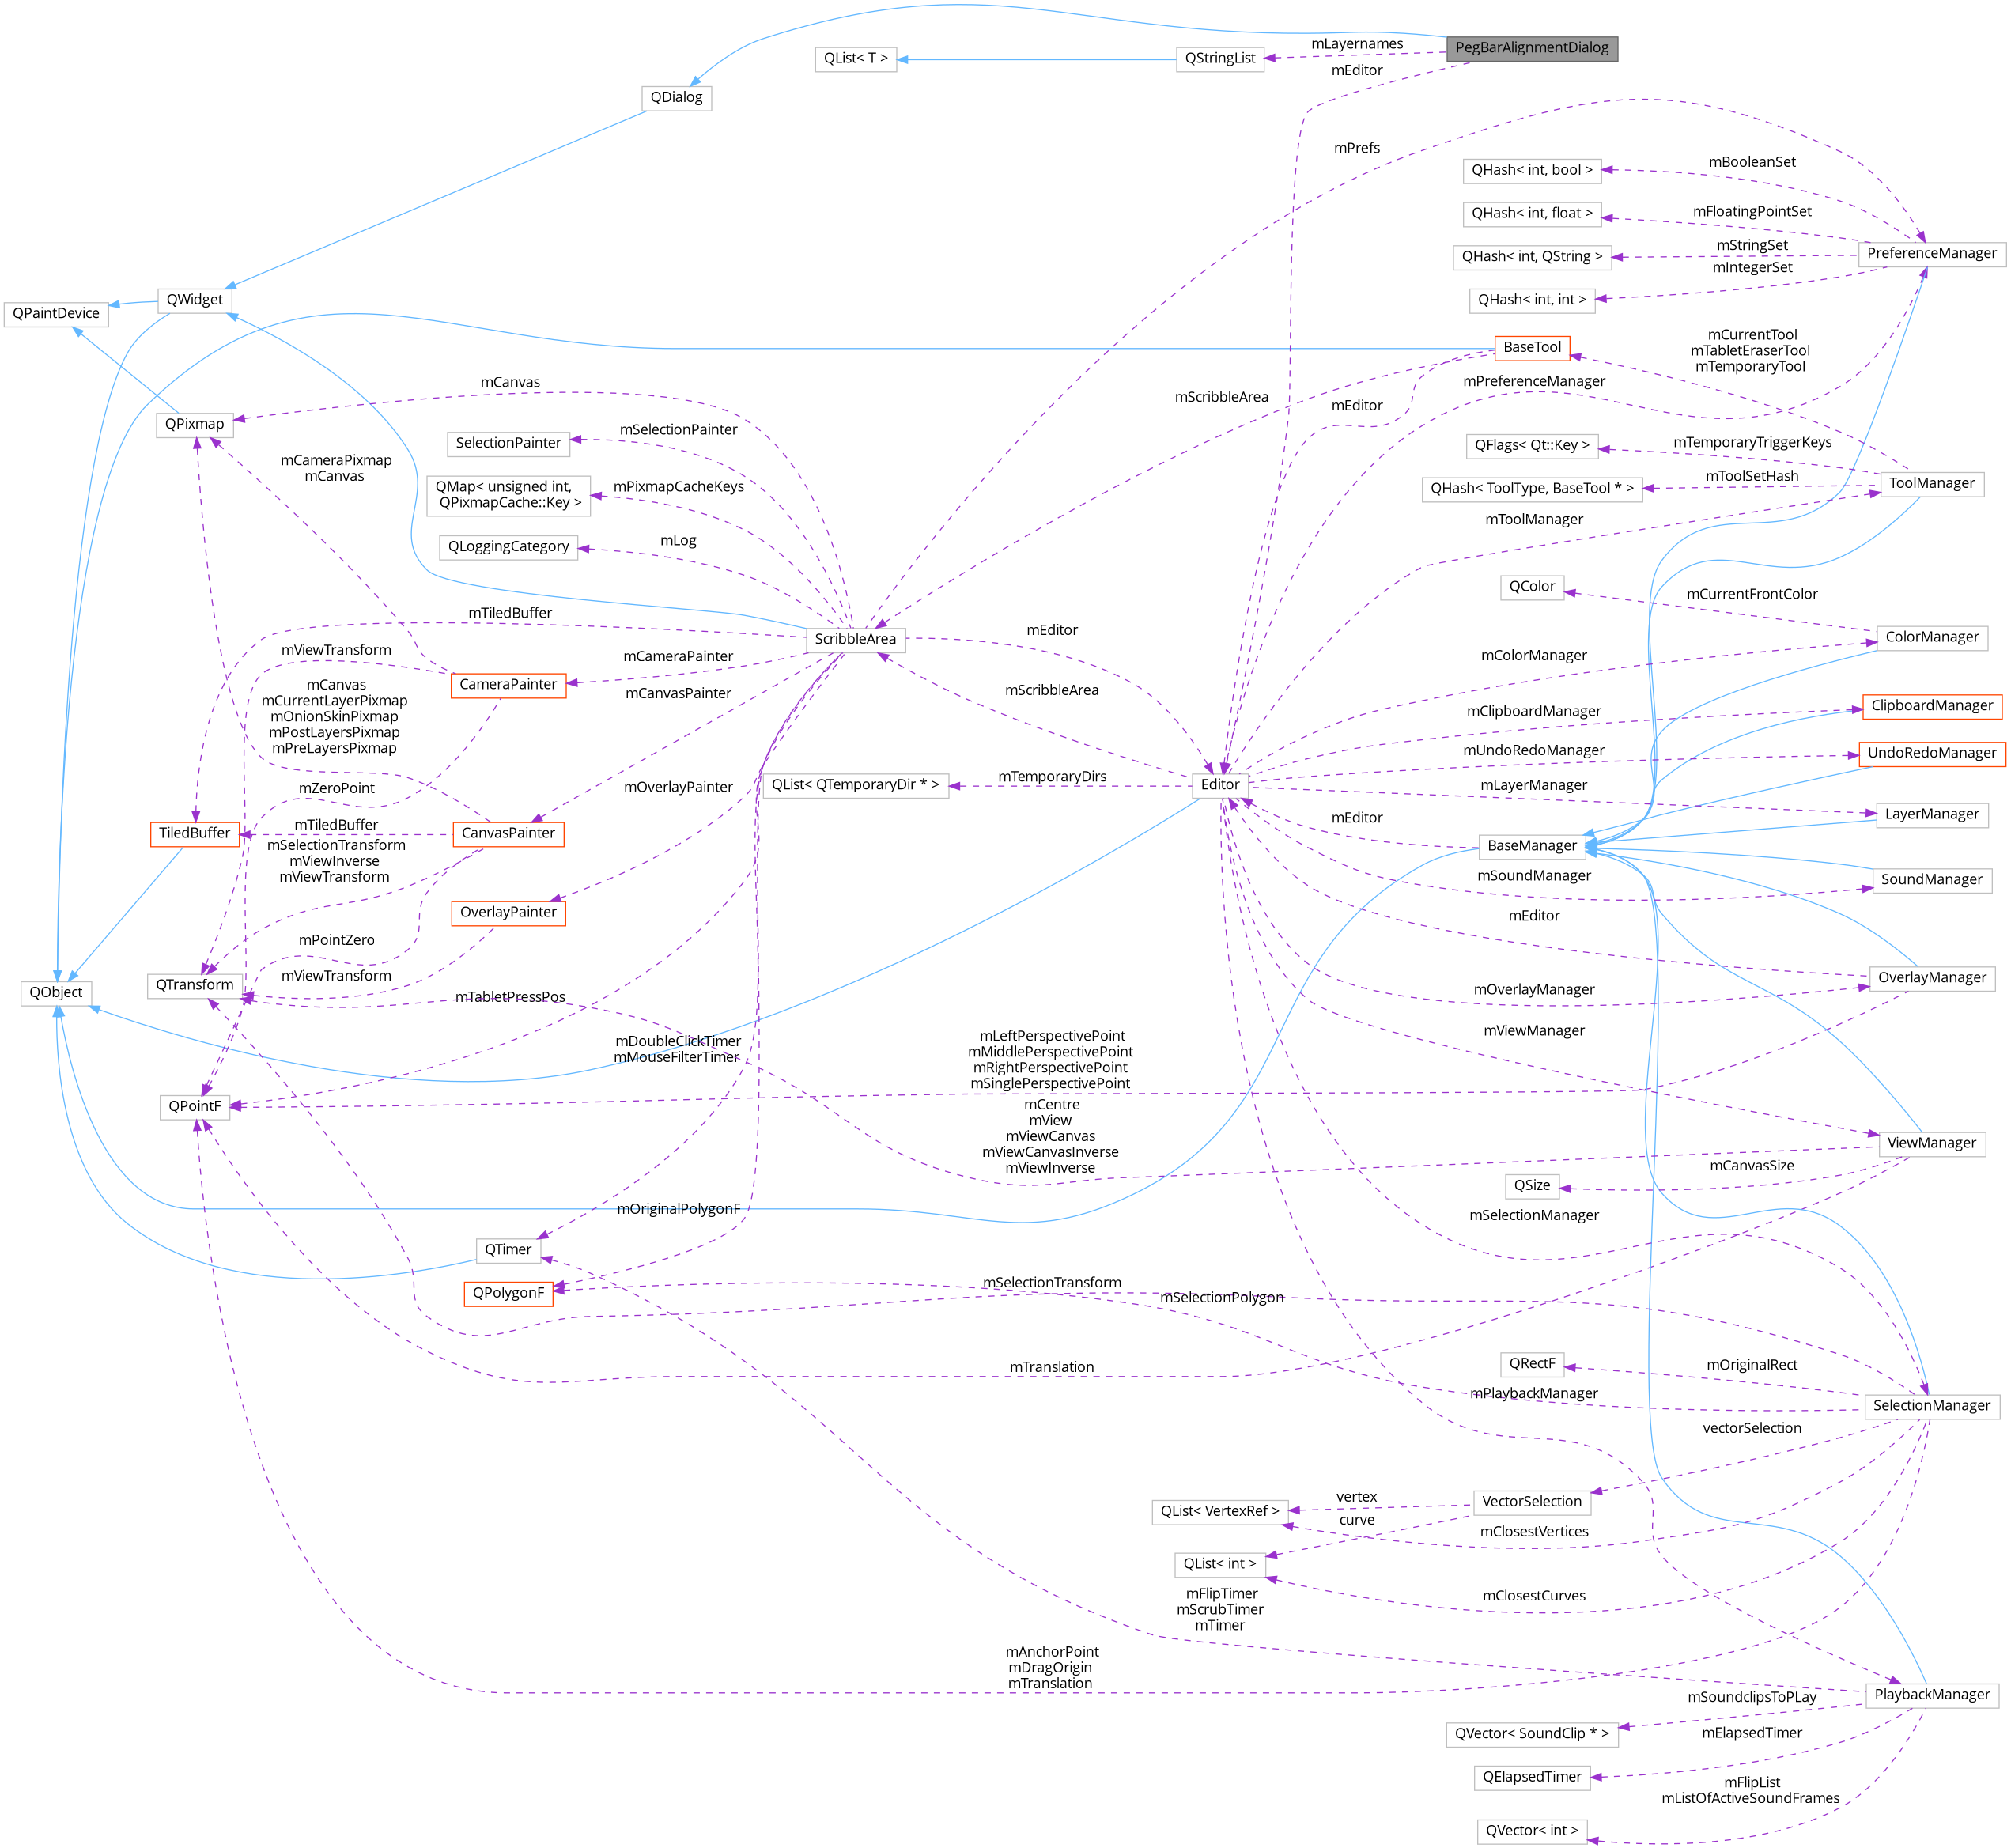 mLayernames
PegBarAlignmentDialog
QList< T >
QStringList
mEditor
QDialog
mPrefs
mBooleanSet
QHash< int, bool >
mFloatingPointSet
QHash< int, float >
mStringSet
PreferenceManager
QHash< int, QString >
mIntegerSet
QWidget
QHash< int, int >
QPaintDevice
mCurrentTool
mTabletEraserTool
mTemporaryTool
BaseTool
mCanvas
mPreferenceManager
mScribbleArea
mEditor
QPixmap
mSelectionPainter
SelectionPainter
mTemporaryTriggerKeys
QFlags< Qt::Key >
mCameraPixmap
mCanvas
QMap< unsigned int,
QPixmapCache::Key >
mPixmapCacheKeys
mToolSetHash
QHash< ToolType, BaseTool * >
ToolManager
mToolManager
QLoggingCategory
mLog
QColor
mCurrentFrontColor
mTiledBuffer
mEditor
ScribbleArea
ColorManager
mViewTransform
mCameraPainter
mColorManager
CameraPainter
mCanvas
mCurrentLayerPixmap
mOnionSkinPixmap
mPostLayersPixmap
mPreLayersPixmap
mCanvasPainter
mScribbleArea
mClipboardManager
ClipboardManager
mUndoRedoManager
UndoRedoManager
mZeroPoint
mOverlayPainter
QList< QTemporaryDir * >
mTemporaryDirs
Editor
mLayerManager
LayerManager
TiledBuffer
mTiledBuffer
CanvasPainter
mEditor
BaseManager
mSelectionTransform
mViewInverse
mViewTransform
mSoundManager
SoundManager
OverlayPainter
mEditor
mPointZero
mViewTransform
QObject
QTransform
mTabletPressPos
mOverlayManager
OverlayManager
mDoubleClickTimer
mMouseFilterTimer
mLeftPerspectivePoint
mMiddlePerspectivePoint
mRightPerspectivePoint
mSinglePerspectivePoint
mViewManager
QPointF
mCentre
mView
mViewCanvas
mViewCanvasInverse
mViewInverse
ViewManager
mCanvasSize
QSize
mOriginalPolygonF
mSelectionManager
QTimer
QPolygonF
mSelectionTransform
mSelectionPolygon
mTranslation
QRectF
mOriginalRect
mPlaybackManager
SelectionManager
vectorSelection
vertex
VectorSelection
QList< VertexRef >
curve
mClosestVertices
QList< int >
mFlipTimer
mScrubTimer
mTimer
mClosestCurves
mAnchorPoint
mDragOrigin
mTranslation
PlaybackManager
mSoundclipsToPLay
QVector< SoundClip * >
mElapsedTimer
QElapsedTimer
mFlipList
mListOfActiveSoundFrames
QVector< int >